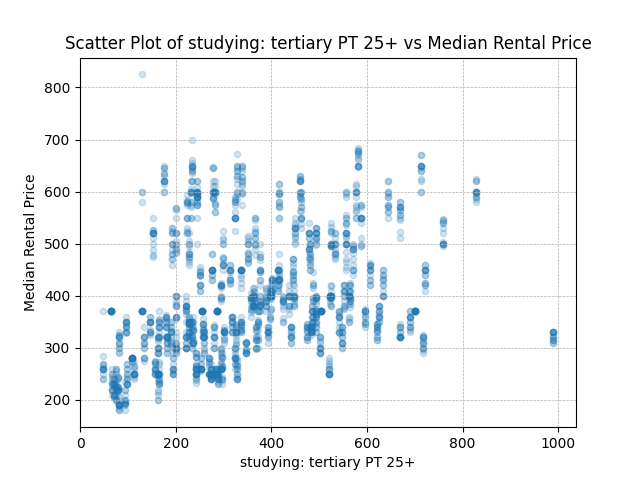 Scatter Plot of studying: tertiary PT 25+ vs Median Rental Price
800
700
600
500
400
300
200
Median Rental Price
0 200 400 600 800 1000
studying: tertiary PT 25+